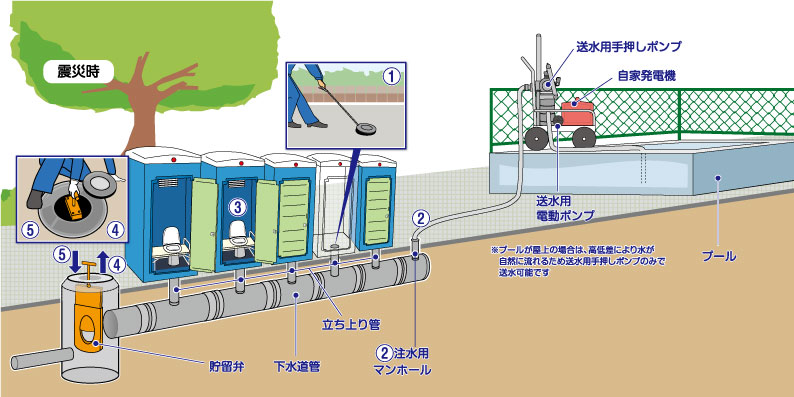 震災時
①
送水用手押しポンプ
自家発電機
送水用
電動ポンプ
プール
※プールが屋上の場合は、高低差により水が
自然に流れるため送水用手押しポンプのみで
送水可能です
⑤ ④
③
②
⑤ ④
立ち上り管
貯留弁
下水道管
②注水用
マンホール